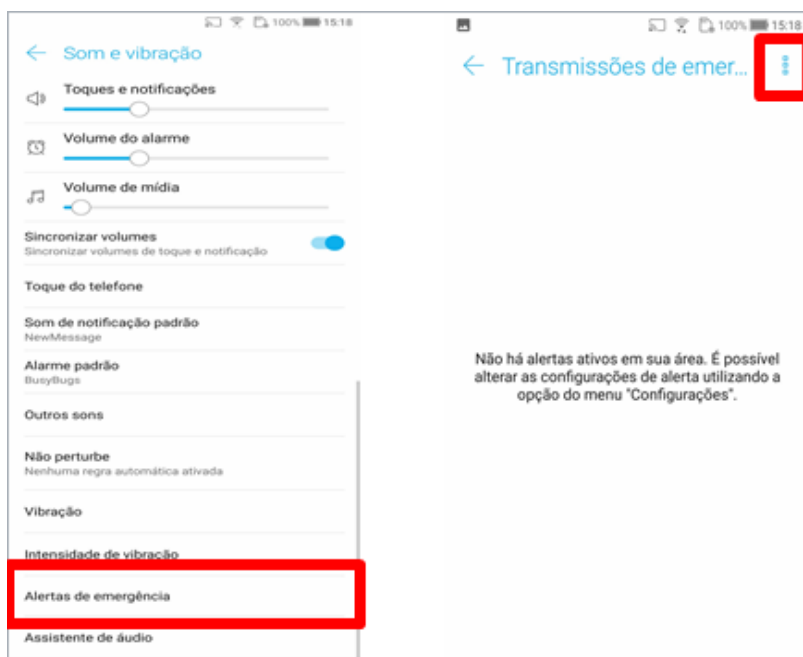 100% 15:18
Som e vibração
Toques e notificações
Volume do alarme
Volume de mídia
Sincronizar volumes
Sincronizar volumes de toque e notificação
Toque do telefone
Som de notificação padrão
NewMessage
Alarme padrão
BusyBugs
Outros sons
Não perturbe
Nenhuma regra automática ativada
Vibração
Intensidade de vibração
Alertas de emergência
Assistente de áudio
100% 15:18
Transmissões de emer...
Não há alertas ativos em sua área. É possível
alterar as configurações de alerta utilizando a
opção do menu "Configurações".